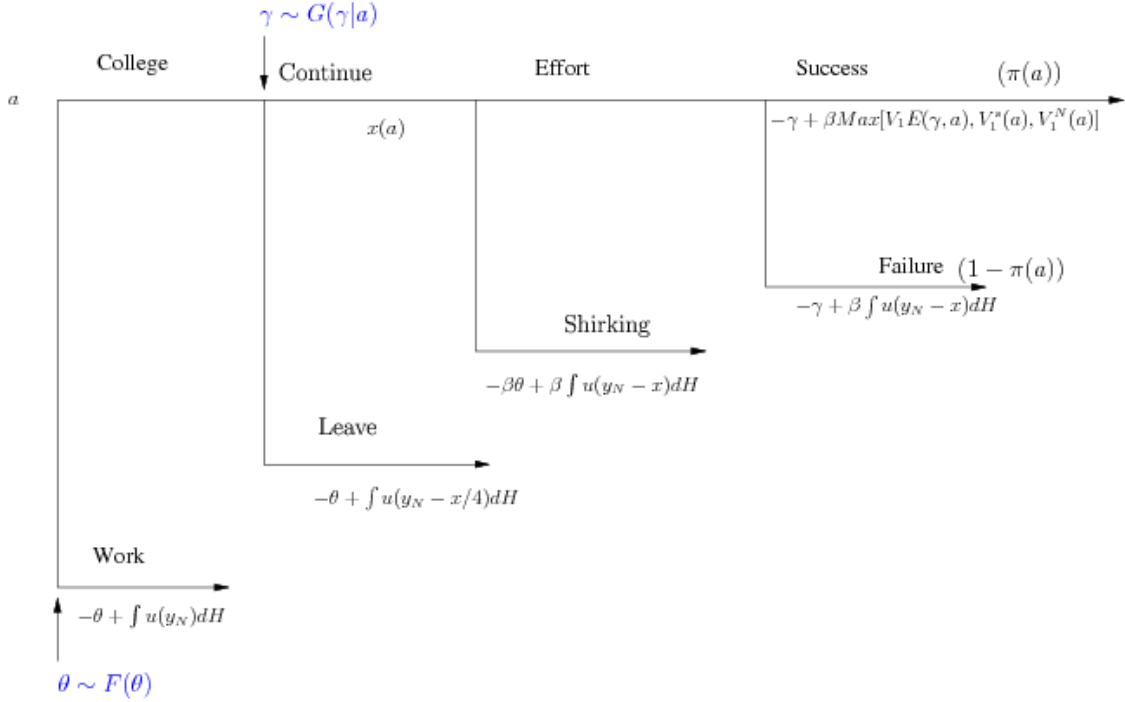 γ ∼ G(γ|a)
College
Continue
Effort
Success
(π(a))
a
x(a)
−γ + βMax[V₁E(γ, a), V₁ˢ(a), V₁ᴺ(a)]
Failure (1 − π(a))
−γ + β ∫ u(y_N − x)dH
Shirking
−βθ + β ∫ u(y_N − x)dH
Leave
−θ + ∫ u(y_N − x/4)dH
Work
−θ + ∫ u(y_N)dH
θ ∼ F(θ)